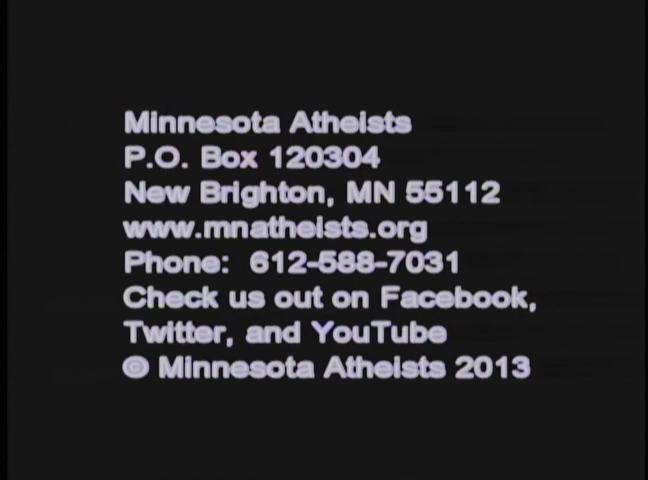 Minnesota Atheists
P.O. Box 120304
New Brighton, MN 55112
www.mnatheists.org
Phone:  612-588-7031
Check us out on Facebook,
Twitter, and YouTube
© Minnesota Atheists 2013